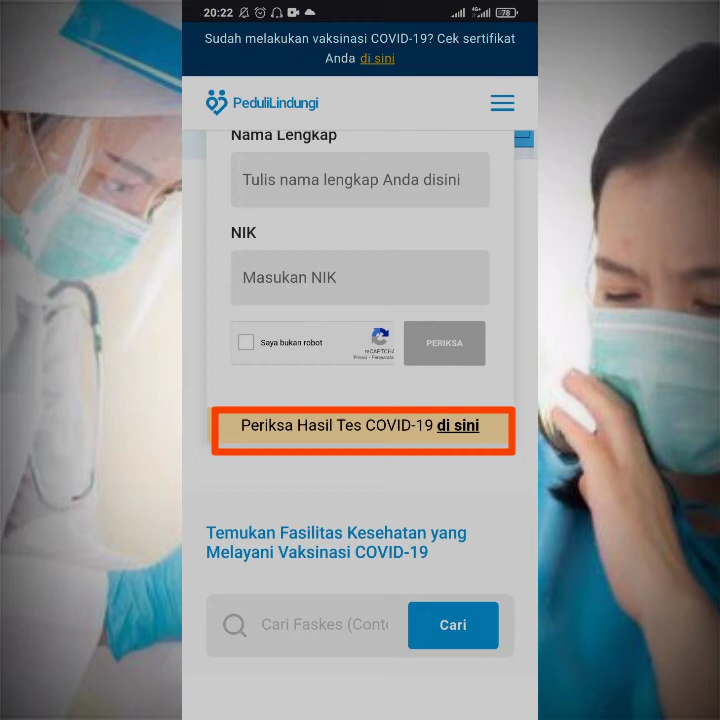 20:22
4G+
78
Sudah melakukan vaksinasi COVID-19? Cek sertifikat
Anda di sini
PeduliLindungi
Nama Lengkap
Tulis nama lengkap Anda disini
NIK
Masukan NIK
Saya bukan robot
reCAPTCHA
PERIKSA
Periksa Hasil Tes COVID-19 di sini
Temukan Fasilitas Kesehatan yang
Melayani Vaksinasi COVID-19
Cari Faskes (Cont
Cari